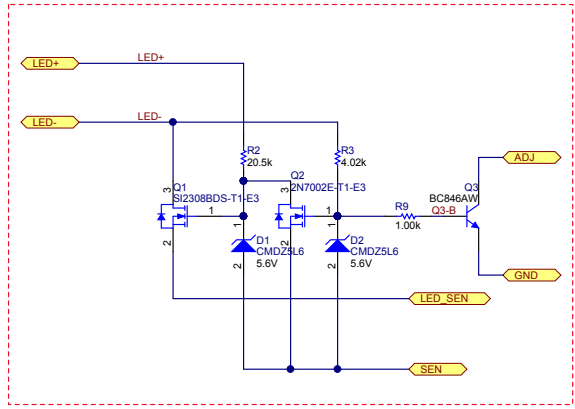 LED+
LED+
LED-
LED-
R2
20.5k
R3
4.02k
Q1
SI2308BDS-T1-E3
3
1
2
Q2
2N7002E-T1-E3
3
1
2
D1
CMDZ5L6
5.6V
1
2
D2
CMDZ5L6
5.6V
1
2
R9
1.00k
Q3-B
Q3
BC846AW
ADJ
GND
LED_SEN
SEN